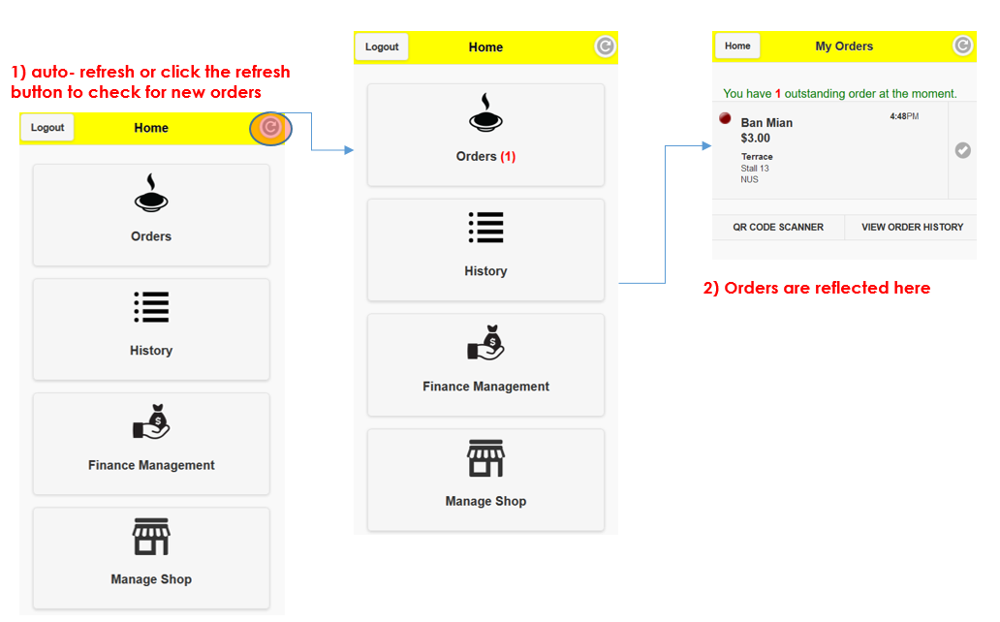 1) auto- refresh or click the refresh
button to check for new orders
Logout
Home
Orders
History
$
Finance Management
Manage Shop
Logout
Home
Orders (1)
History
$
Finance Management
Manage Shop
Home
My Orders
You have 1 outstanding order at the moment.
Ban Mian
4:48PM
$3.00
Terrace
Stall 13
NUS
QR CODE SCANNER
VIEW ORDER HISTORY
2) Orders are reflected here